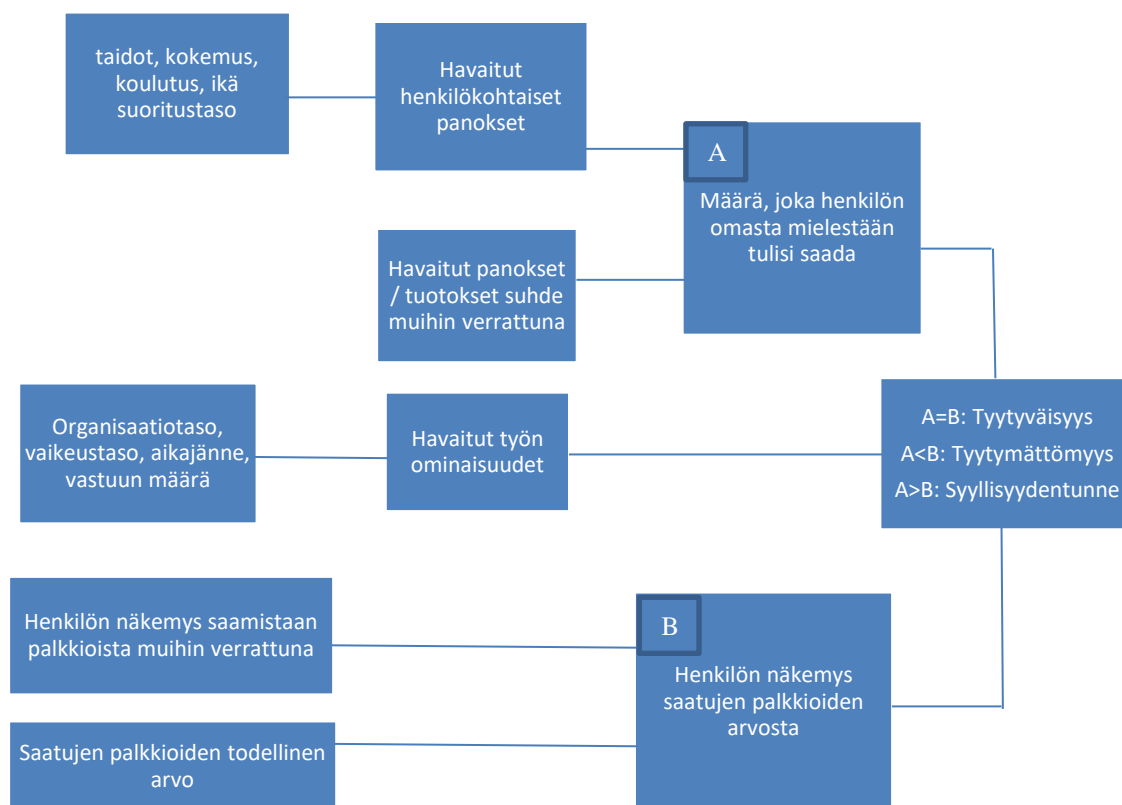 taidot, kokemus,
koulutus, ikä
suoritustaso
Havaitut
henkilökohtaiset
panokset
A
Määrä, joka henkilön
omasta mielestään
tulisi saada
Havaitut panokset
/ tuotokset suhde
muihin verrattuna
Organisaatiotaso,
vaikeustaso, aikajänne,
vastuun määrä
Havaitut työn
ominaisuudet
A=B: Tyytyväisyys
A<B: Tyytymättömyys
A>B: Syyllisyydentunne
Henkilön näkemys saamistaan
palkkioista muihin verrattuna
B
Henkilön näkemys
saatujen palkkioiden
arvosta
Saatujen palkkioiden todellinen
arvo